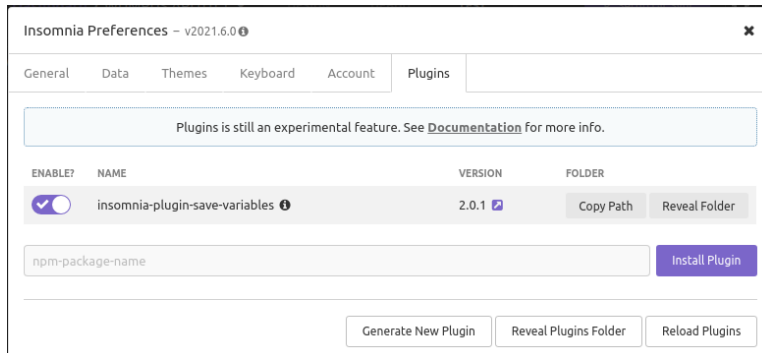 Insomnia Preferences – v2021.6.0
General Data Themes Keyboard Account Plugins
Plugins is still an experimental feature. See Documentation for more info.
ENABLE? NAME VERSION FOLDER
insomnia-plugin-save-variables 2.0.1 Copy Path Reveal Folder
npm-package-name Install Plugin
Generate New Plugin Reveal Plugins Folder Reload Plugins